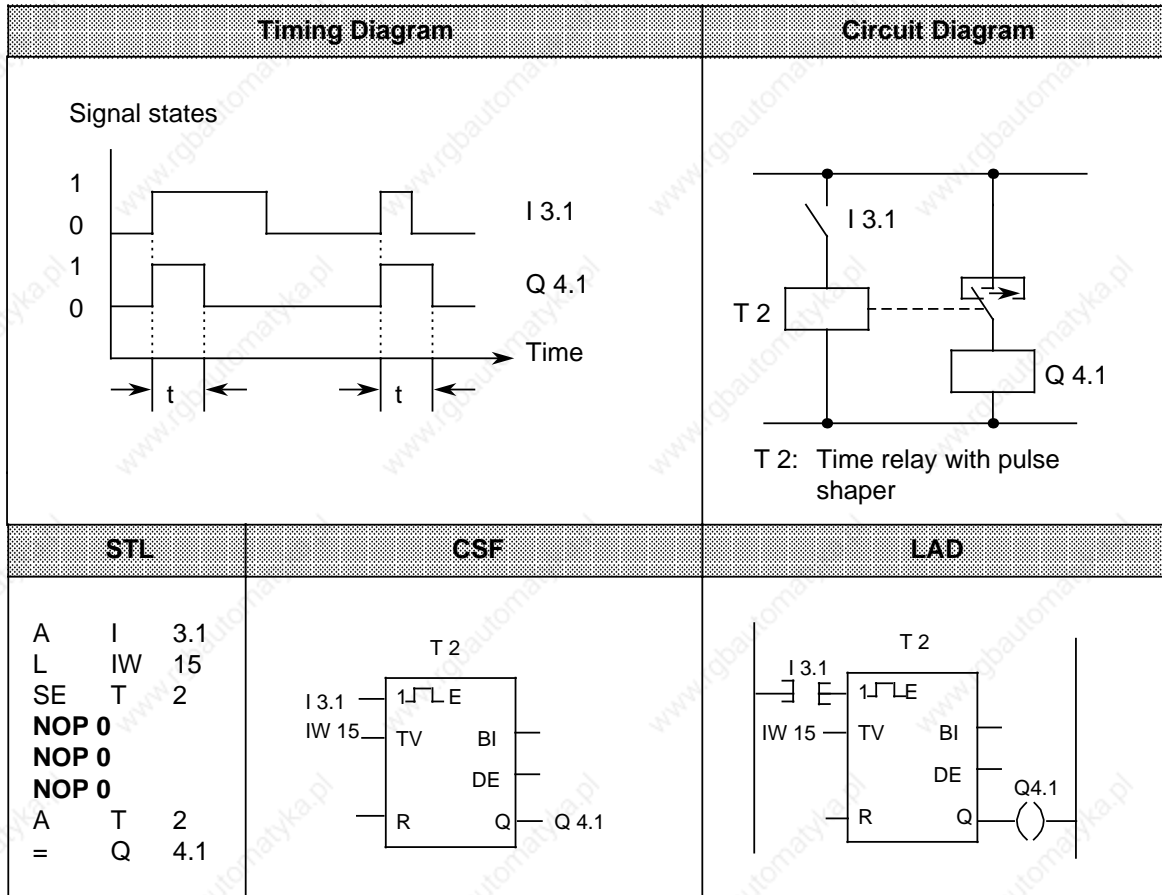 Timing Diagram
Circuit Diagram
Signal states
1
0
I 3.1
1
0
Q 4.1
Time
t
t
I 3.1
T 2
Q 4.1
T 2: Time relay with pulse
shaper
STL
CSF
LAD
A I 3.1
L IW 15
SE T 2
NOP 0
NOP 0
NOP 0
A T 2
= Q 4.1
T 2
I 3.1
1 E
IW 15
TV BI
DE
R Q
Q 4.1
T 2
I 3.1
1 E
IW 15
TV BI
DE
Q4.1
R Q
www.rgbautomatyka.pl